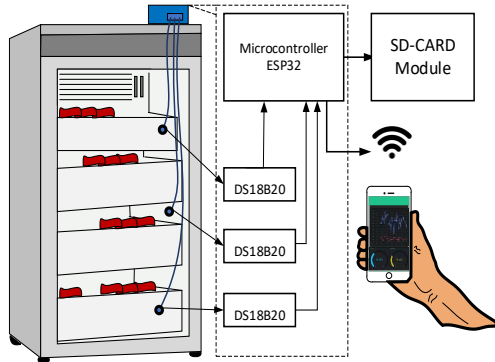 Microcontroller
ESP32
SD-CARD
Module
DS18B20
DS18B20
DS18B20